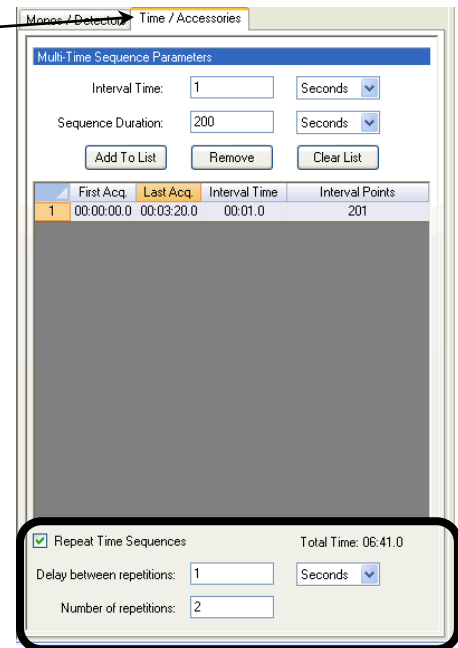 Monos / Detectors Time / Accessories
Multi-Time Sequence Parameters
Interval Time: 1 Seconds
Sequence Duration: 200 Seconds
Add To List Remove Clear List
First Acq. Last Acq. Interval Time Interval Points
1 00:00:00.0 00:03:20.0 00:01.0 201
Repeat Time Sequences Total Time: 06:41.0
Delay between repetitions: 1 Seconds
Number of repetitions: 2